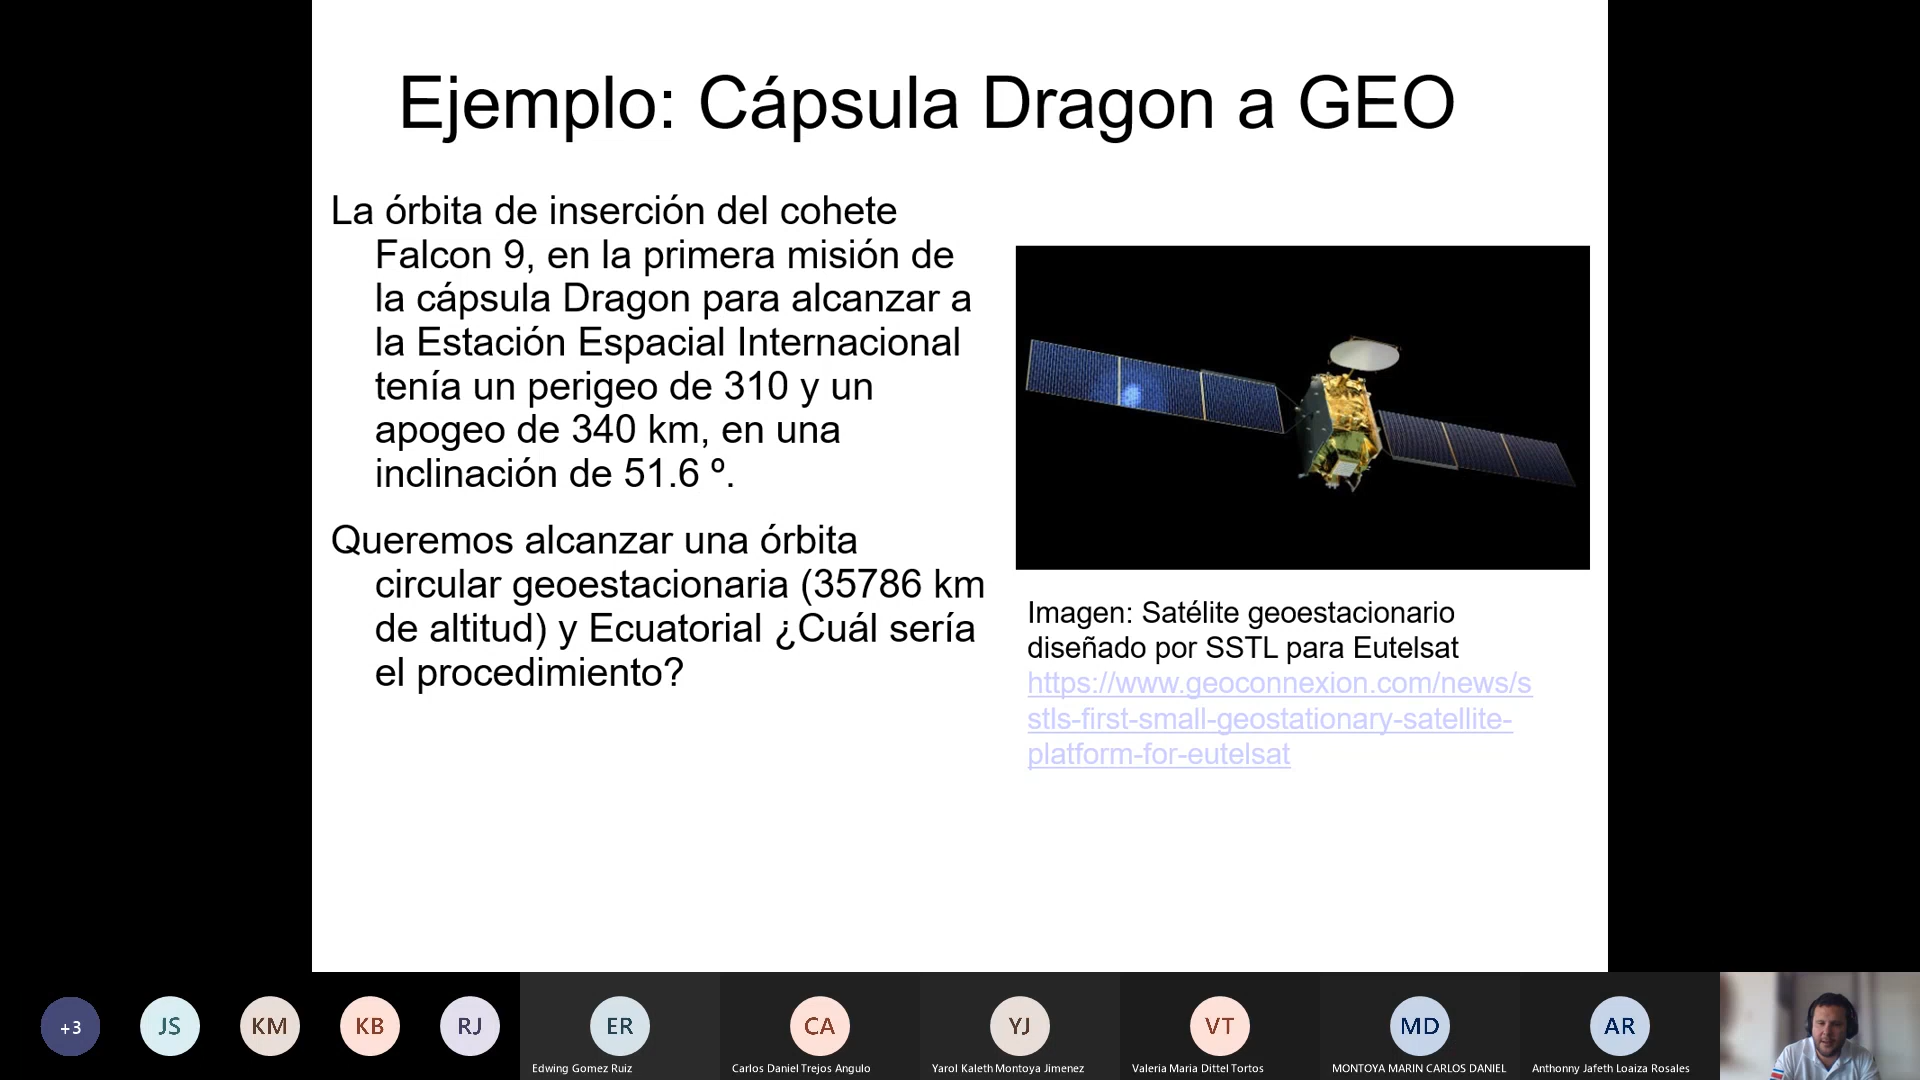 Ejemplo: Cápsula Dragon a GEO
La órbita de inserción del cohete
Falcon 9, en la primera misión de
la cápsula Dragon para alcanzar a
la Estación Espacial Internacional
tenía un perigeo de 310 y un
apogeo de 340 km, en una
inclinación de 51.6 º.
Queremos alcanzar una órbita
circular geoestacionaria (35786 km
de altitud) y Ecuatorial ¿Cuál sería
el procedimiento?
Imagen: Satélite geoestacionario
diseñado por SSTL para Eutelsat
https://www.geoconnexion.com/news/s
stls-first-small-geostationary-satellite-
platform-for-eutelsat
+3
JS
KM
KB
RJ
ER
CA
YJ
VT
MD
AR
Edwing Gomez Ruiz
Carlos Daniel Trejos Angulo
Yarol Kaleth Montoya Jimenez
Valeria Maria Dittel Tortos
MONTOYA MARIN CARLOS DANIEL
Anthonny Jafeth Loaiza Rosales